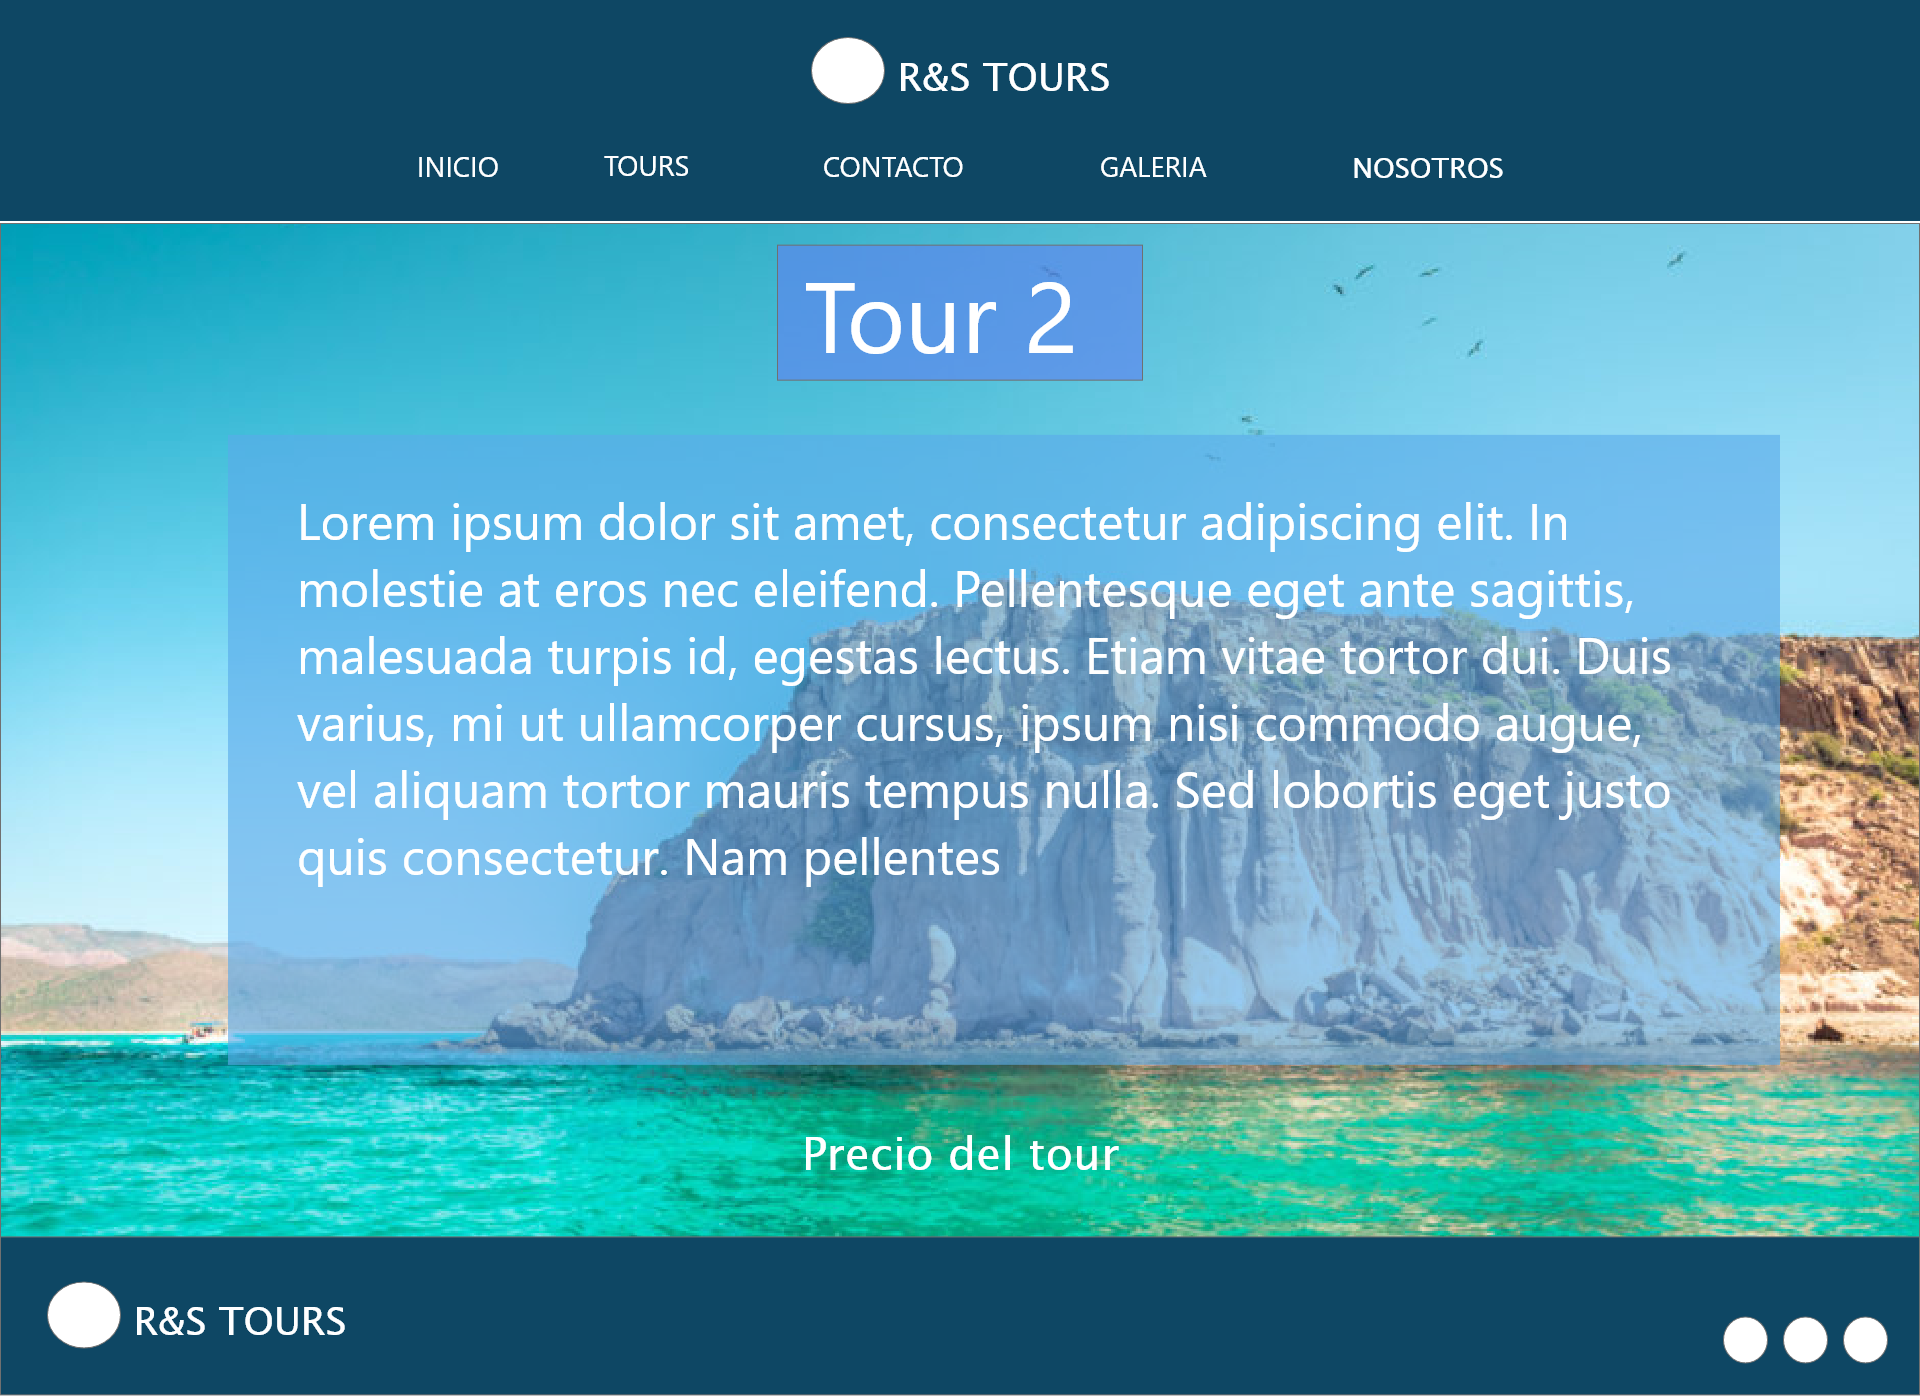 R&S TOURS
INICIO TOURS CONTACTO GALERIA NOSOTROS
Tour 2
Lorem ipsum dolor sit amet, consectetur adipiscing elit. In
molestie at eros nec eleifend. Pellentesque eget ante sagittis,
malesuada turpis id, egestas lectus. Etiam vitae tortor dui. Duis
varius, mi ut ullamcorper cursus, ipsum nisi commodo augue,
vel aliquam tortor mauris tempus nulla. Sed lobortis eget justo
quis consectetur. Nam pellentes
Precio del tour
R&S TOURS